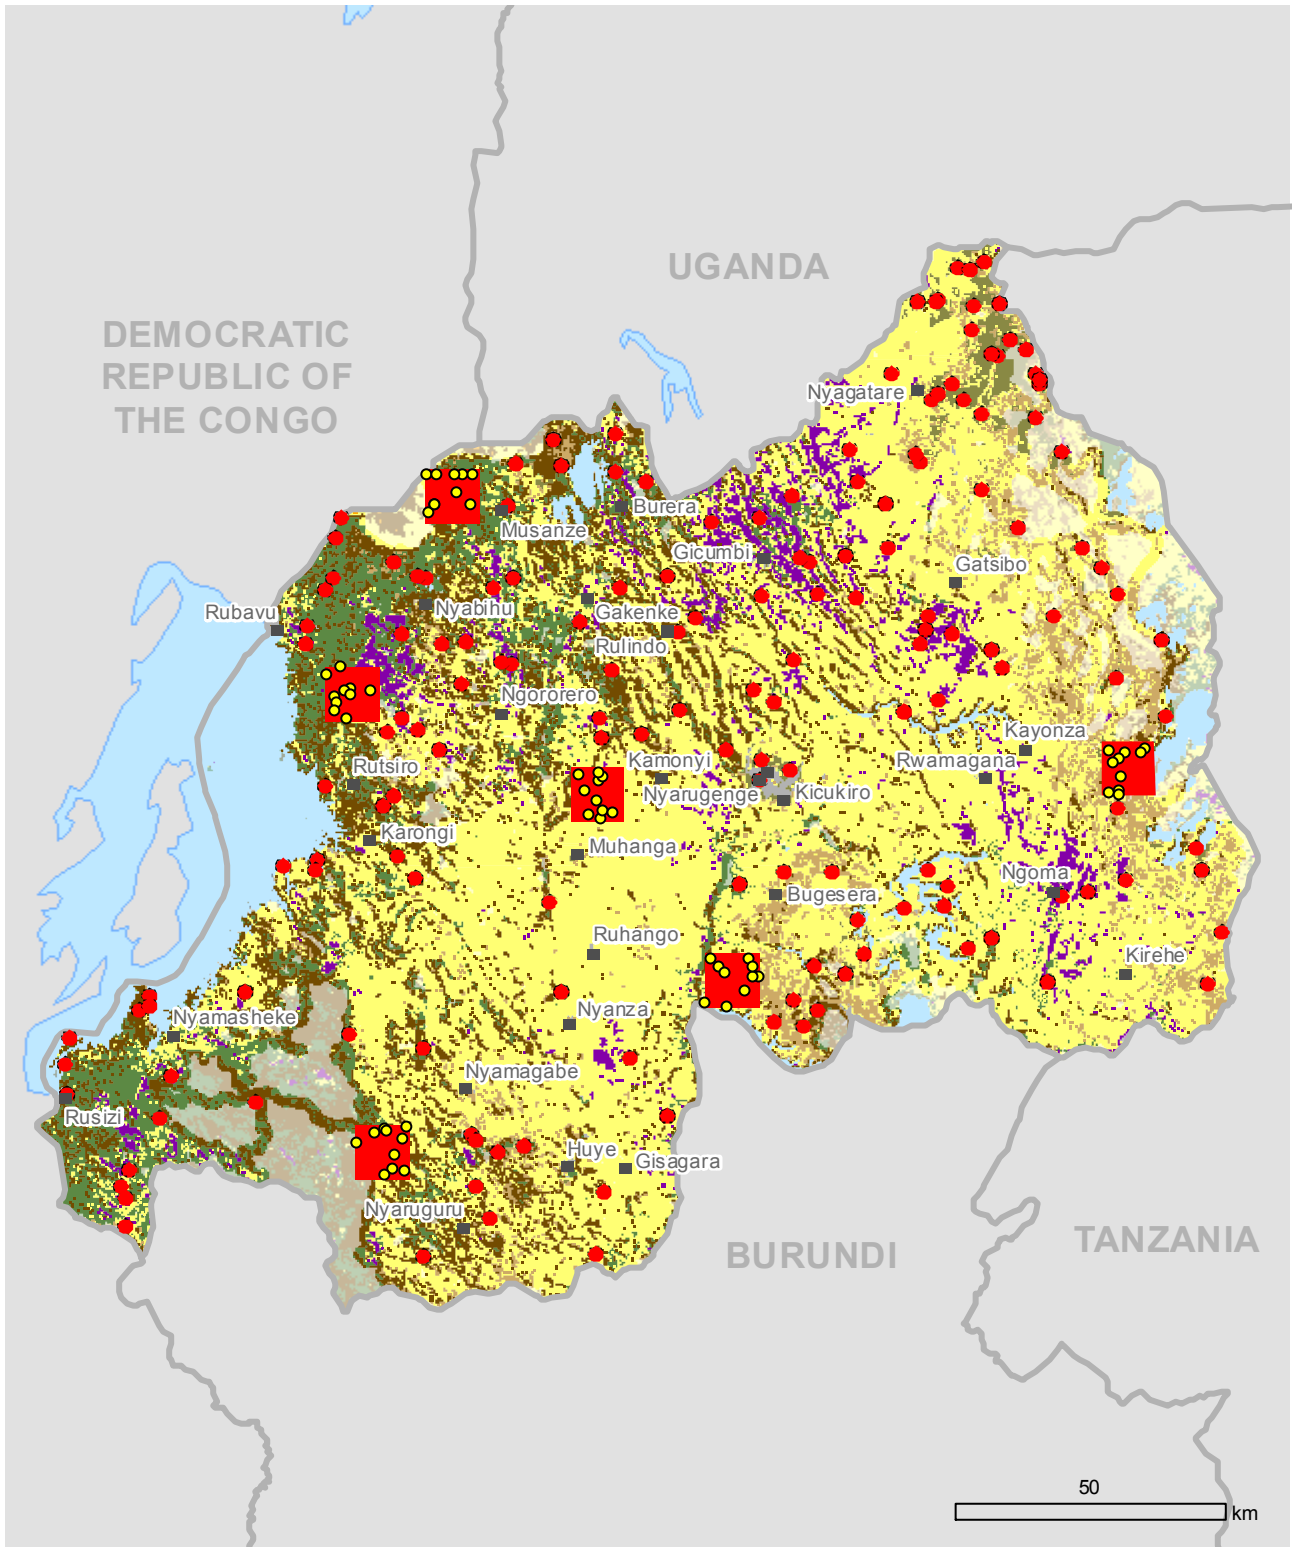 UGANDA
DEMOCRATIC
REPUBLIC OF
THE CONGO
Nyagatare
Burera
Musanze
Gicumbi
Gatsibo
Nyabihu
Gakenke
Rubavu
Rulindo
Ngororero
Kayonza
Kamonyi
Rwamagana
Rutsiro
Nyarugenge
Kicukiro
Karongi
Muhanga
Ngoma
Bugesera
Ruhango
Kirehe
Nyanza
Nyamasheke
Nyamagabe
Rusizi
Huye
Gisagara
Nyaruguru
BURUNDI
TANZANIA
50
km